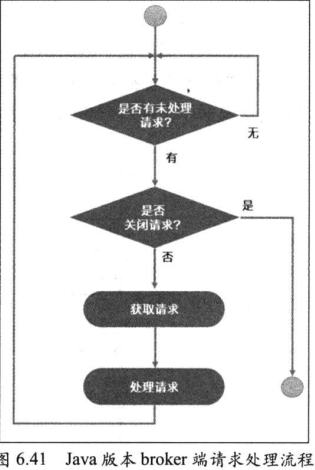 是否有未处理
请求?
无
有
是否
关闭请求?
是
否
获取请求
处理请求
图 6.41 Java 版本 broker 端请求处理流程